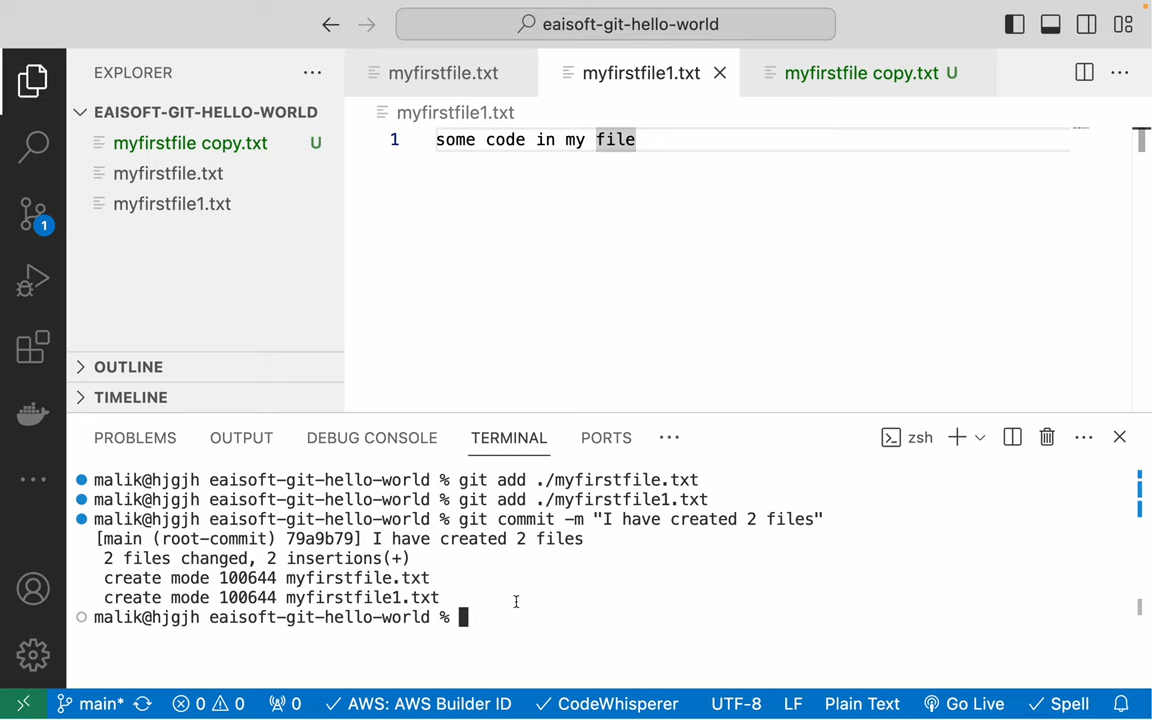 eaisoft-git-hello-world
EXPLORER
EAISOFT-GIT-HELLO-WORLD
myfirstfile copy.txt U
myfirstfile.txt
myfirstfile1.txt
OUTLINE
TIMELINE
1
myfirstfile.txt
myfirstfile1.txt
myfirstfile copy.txt U
myfirstfile1.txt
1 some code in my file
PROBLEMS OUTPUT DEBUG CONSOLE TERMINAL PORTS
zsh
malik@hjgjh eaisoft-git-hello-world % git add ./myfirstfile.txt
malik@hjgjh eaisoft-git-hello-world % git add ./myfirstfile1.txt
malik@hjgjh eaisoft-git-hello-world % git commit -m "I have created 2 files"
[main (root-commit) 79a9b79] I have created 2 files
2 files changed, 2 insertions(+)
create mode 100644 myfirstfile.txt
create mode 100644 myfirstfile1.txt
malik@hjgjh eaisoft-git-hello-world %
main* 0 0 0 AWS: AWS Builder ID CodeWhisperer UTF-8 LF Plain Text Go Live Spell